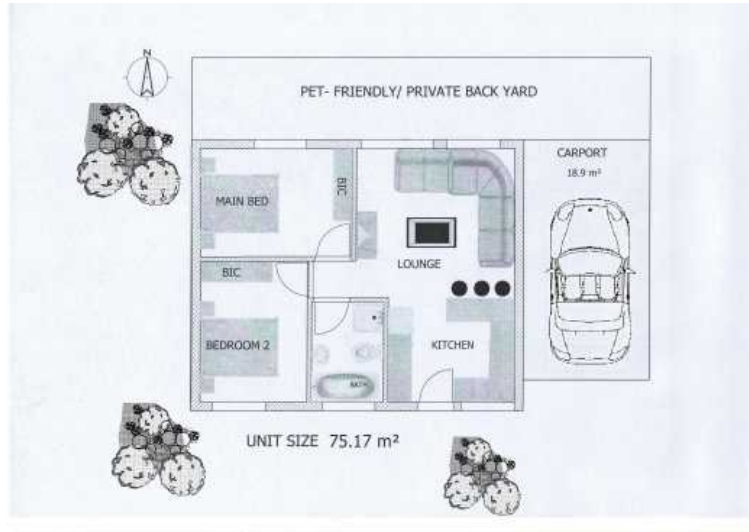 N
PET- FRIENDLY/ PRIVATE BACK YARD
CARPORT
18.9 m²
BIC
MAIN BED
LOUNGE
BIC
BEDROOM 2
KITCHEN
BATH
UNIT SIZE 75.17 m²